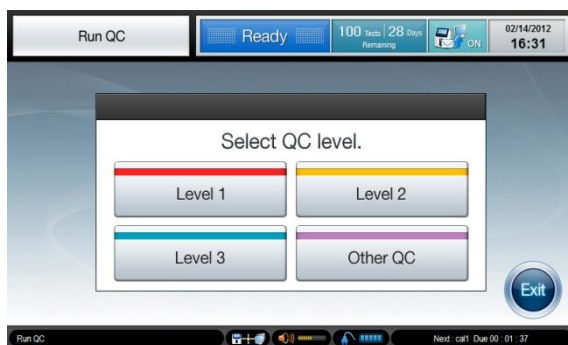 Run QC
Ready
100 Tests 28 Days
Remaining
ON
02/14/2012
16:31
Select QC level.
Level 1
Level 2
Level 3
Other QC
Exit
Run QC
Next : cal1 Due 00 : 01 : 37